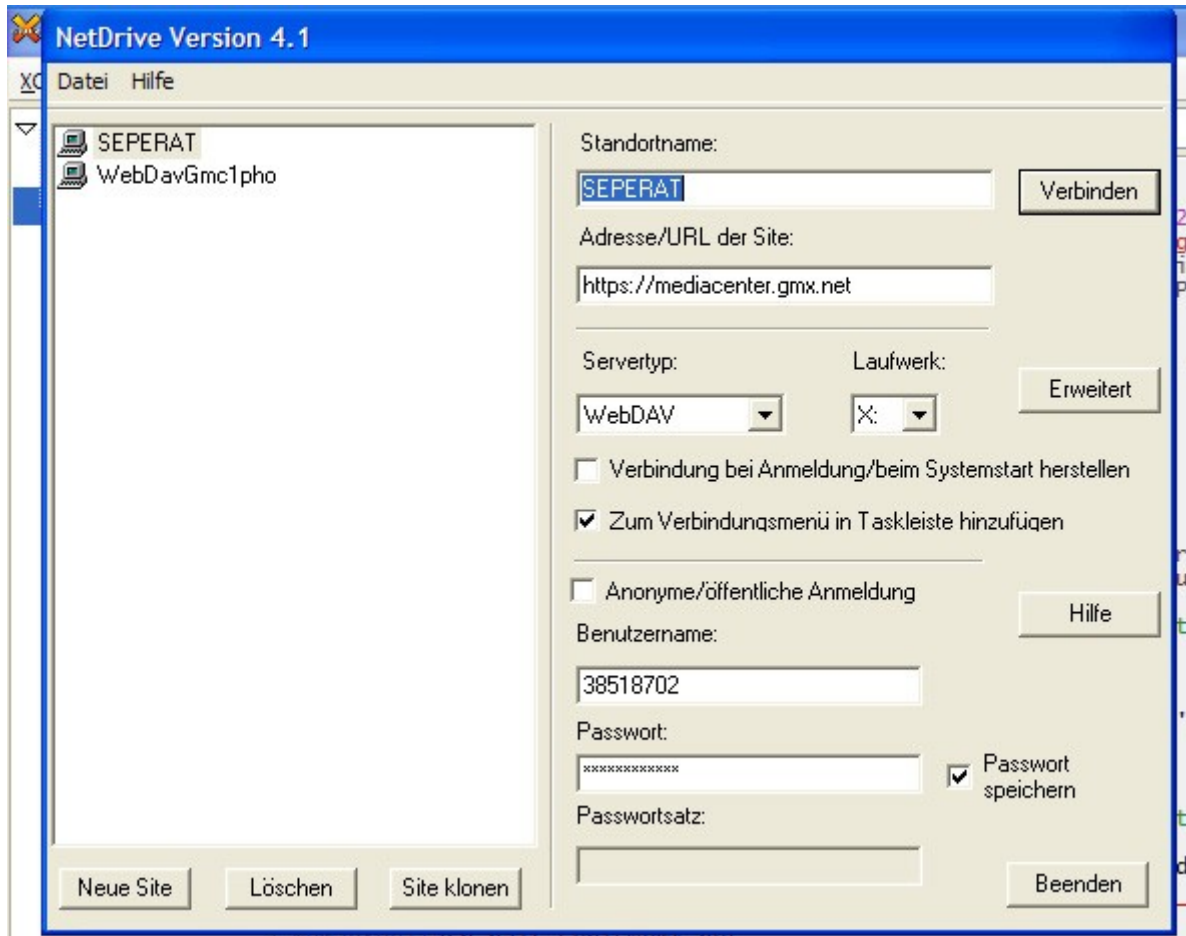 NetDrive Version 4.1
XC
Datei Hilfe
SEPERAT
WebDavGmc1pho
Standortname:
SEPERAT
Verbinden
Adresse/URL der Site:
https://mediacenter.gmx.net
Servertyp:
Laufwerk:
WebDAV
X:
Erweitert
Verbindung bei Anmeldung/beim Systemstart herstellen
Zum Verbindungsmenü in Taskleiste hinzufügen
Anonyme/öffentliche Anmeldung
Hilfe
Benutzername:
38518702
Passwort:
************
Passwort
speichern
Passwortsatz:
Neue Site
Löschen
Site klonen
Beenden